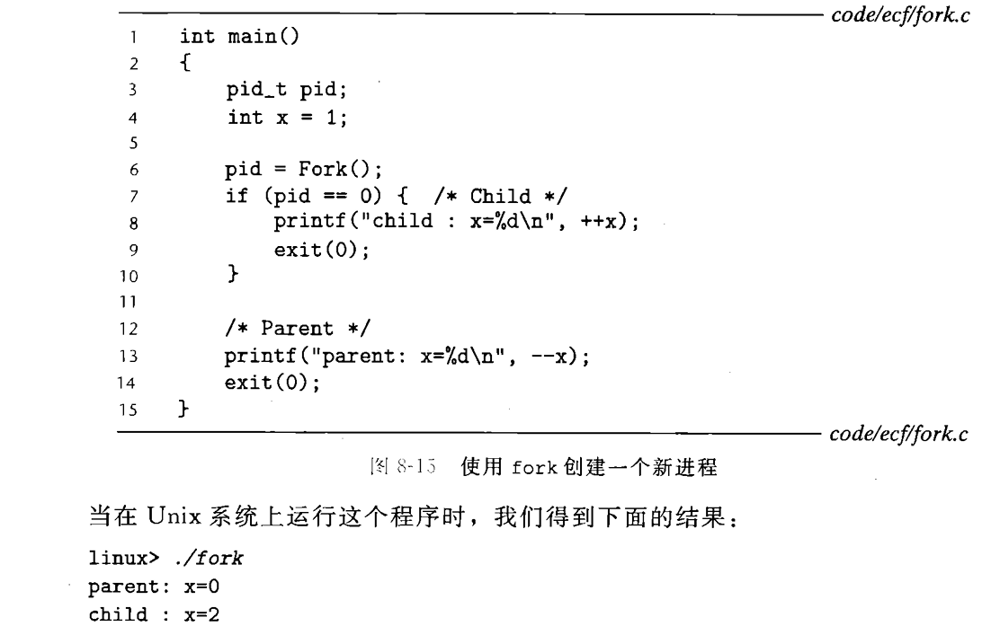 code/ecf/fork.c
1 int main()
2 {
3 pid_t pid;
4 int x = 1;
5
6 pid = Fork();
7 if (pid == 0) { /* Child */
8 printf("child : x=%d\n", ++x);
9 exit(0);
10 }
11
12 /* Parent */
13 printf("parent: x=%d\n", --x);
14 exit(0);
15 }
code/ecf/fork.c
图 8-15 使用 fork 创建一个新进程
当在 Unix 系统上运行这个程序时，我们得到下面的结果：
linux> ./fork
parent: x=0
child : x=2